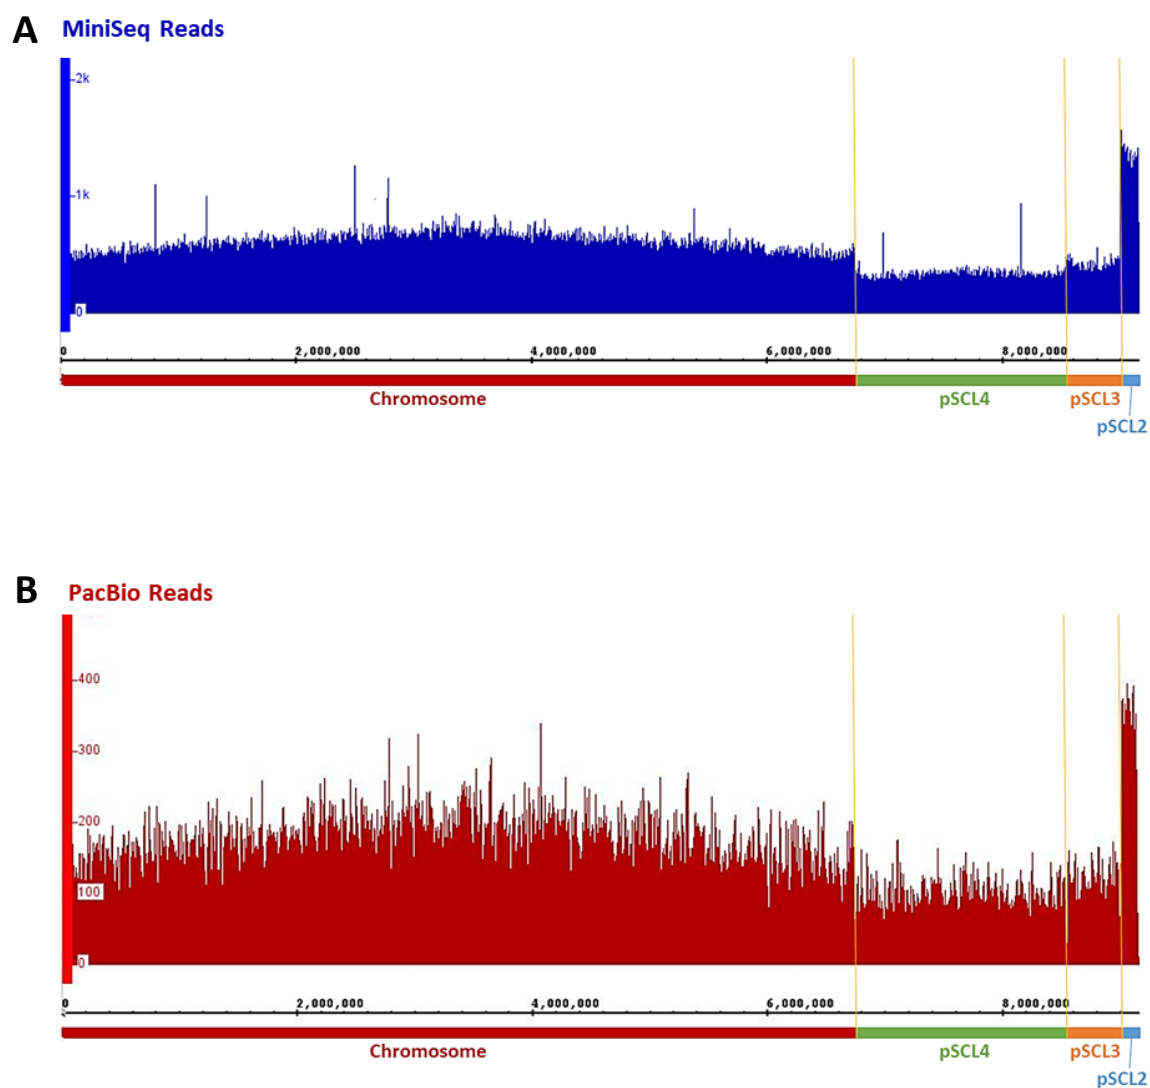 A MiniSeq Reads
2k
1k
0
0 2,000,000 4,000,000 6,000,000 8,000,000
Chromosome pSCL4 pSCL3
pSCL2
B PacBio Reads
400
300
200
100
0
0 2,000,000 4,000,000 6,000,000 8,000,000
Chromosome pSCL4 pSCL3
pSCL2